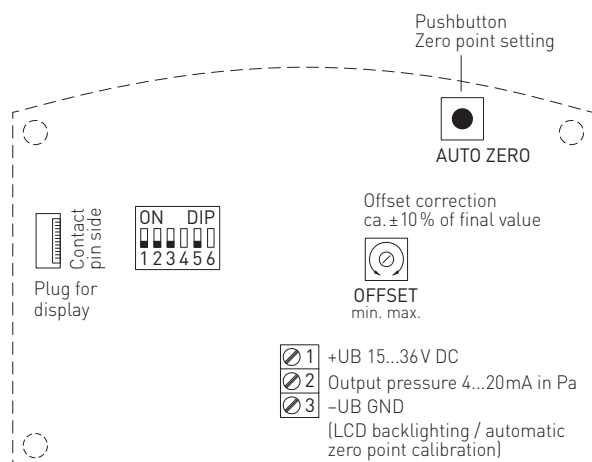 Pushbutton
Zero point setting
AUTO ZERO
Contact
pin side
Plug for
display
ON DIP
1 2 3 4 5 6
Offset correction
ca. ±10 % of final value
OFFSET
min. max.
1 +UB 15...36 V DC
2 Output pressure 4...20mA in Pa
3 –UB GND
(LCD backlighting / automatic
zero point calibration)